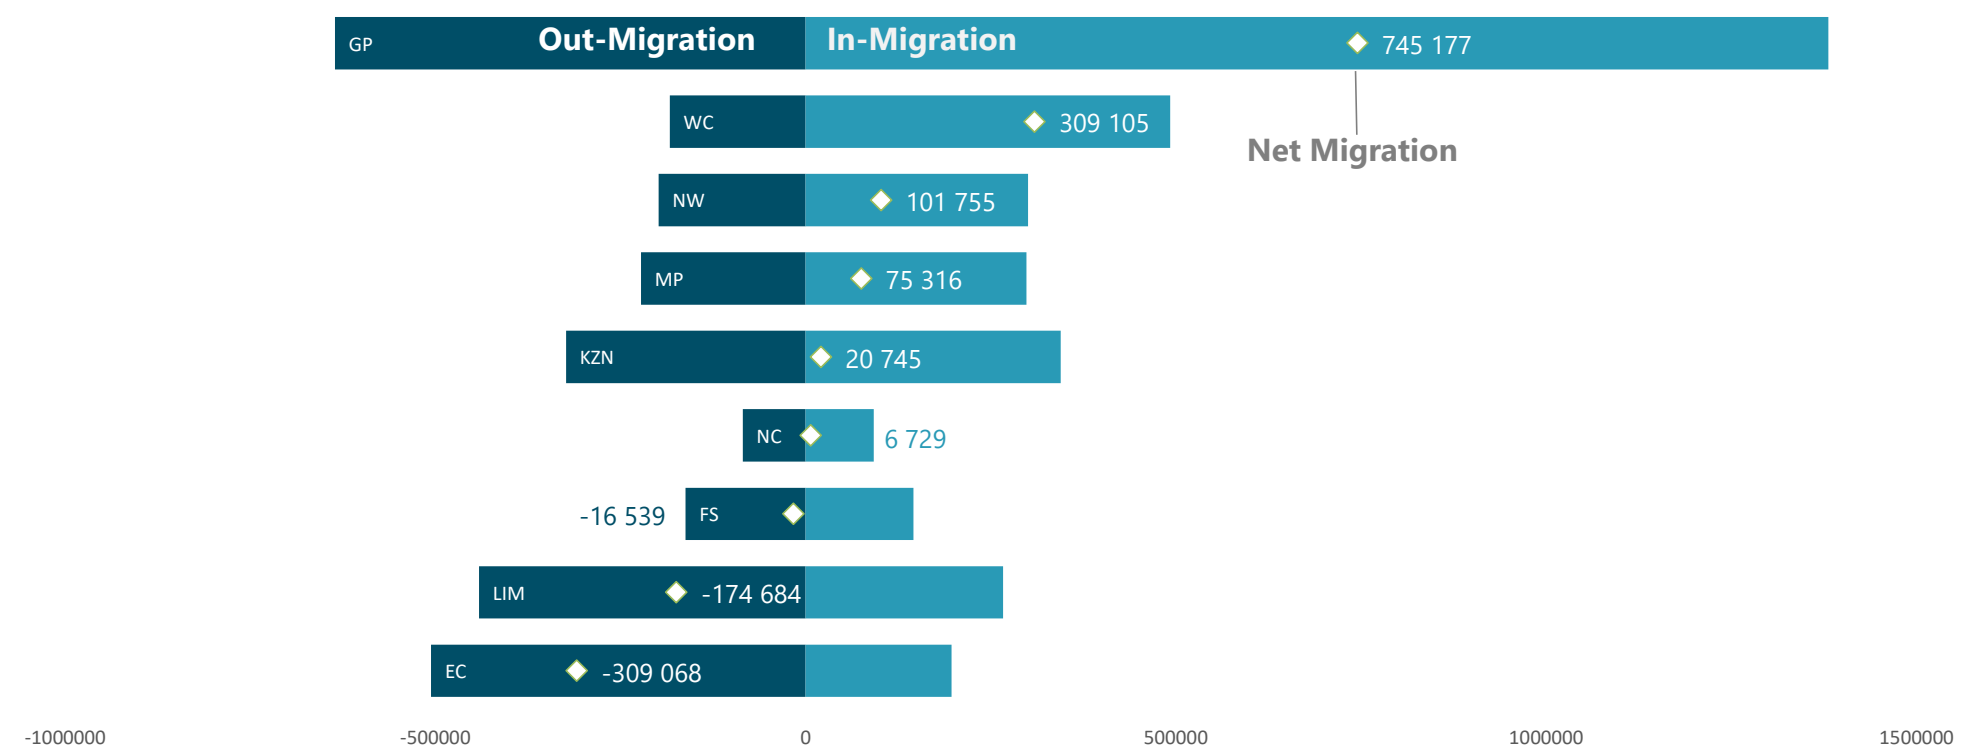 GP Out-Migration In-Migration 745 177
WC 309 105
Net Migration
NW 101 755
MP 75 316
KZN 20 745
NC 6 729
-16 539 FS
LIM -174 684
EC -309 068
-1000000 -500000 0 500000 1000000 1500000